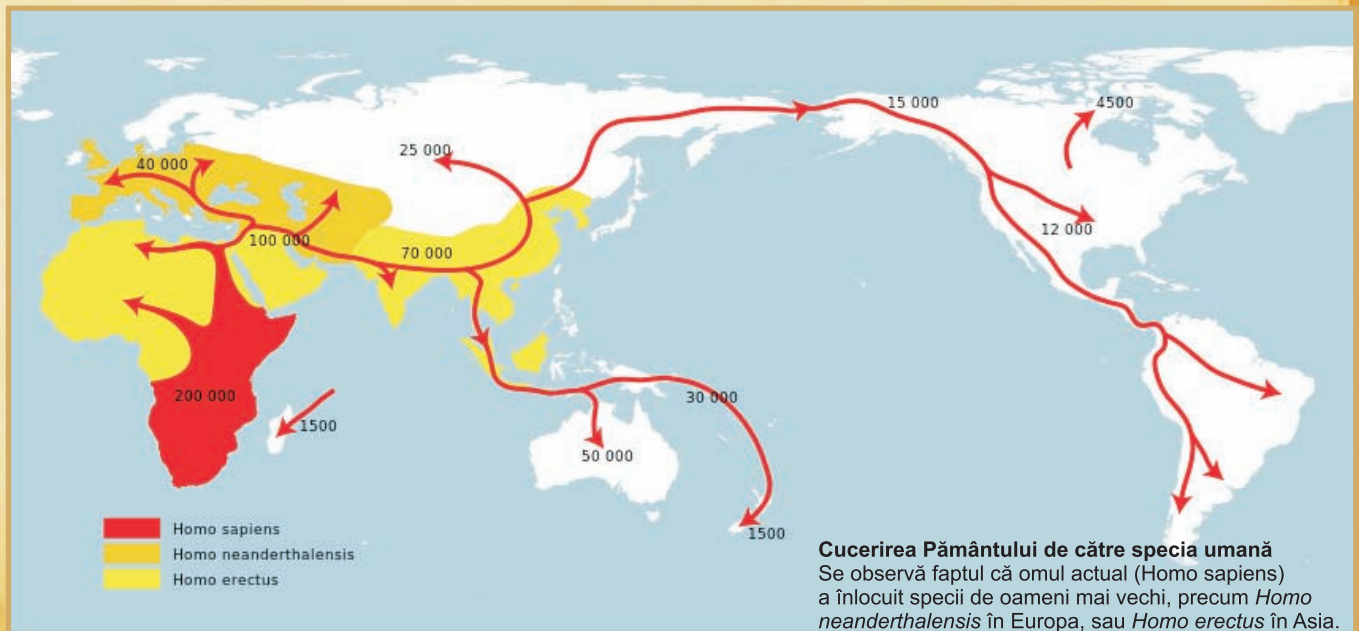 15 000
4500
25 000
40 000
12 000
100 000
70 000
200 000
30 000
1500
50 000
1500
Homo sapiens
Homo neanderthalensis
Homo erectus
Cucerirea Pământului de către specia umană
Se observă faptul că omul actual (Homo sapiens)
a înlocuit specii de oameni mai vechi, precum Homo
neanderthalensis în Europa, sau Homo erectus în Asia.